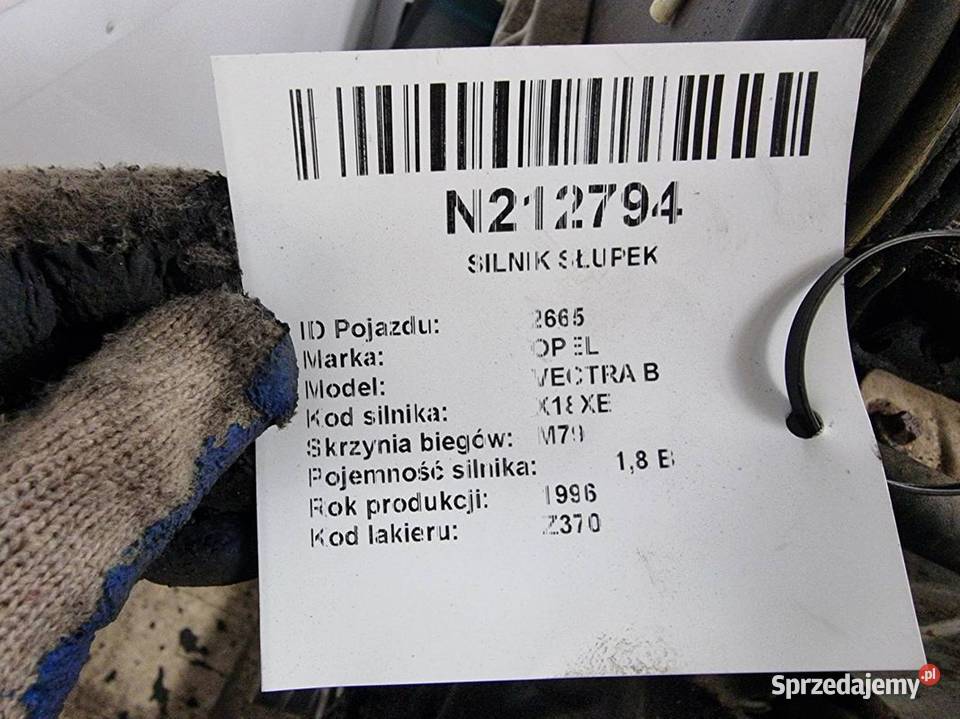 N212794
SILNIK SŁUPEK
ID Pojazdu: 2665
Marka: OPEL
Model: VECTRA B
Kod silnika: X18XE
Skrzynia biegów: M79
Pojemność silnika: 1,8 B
Rok produkcji: 1996
Kod lakieru: Z370
Sprzedajemy.pl